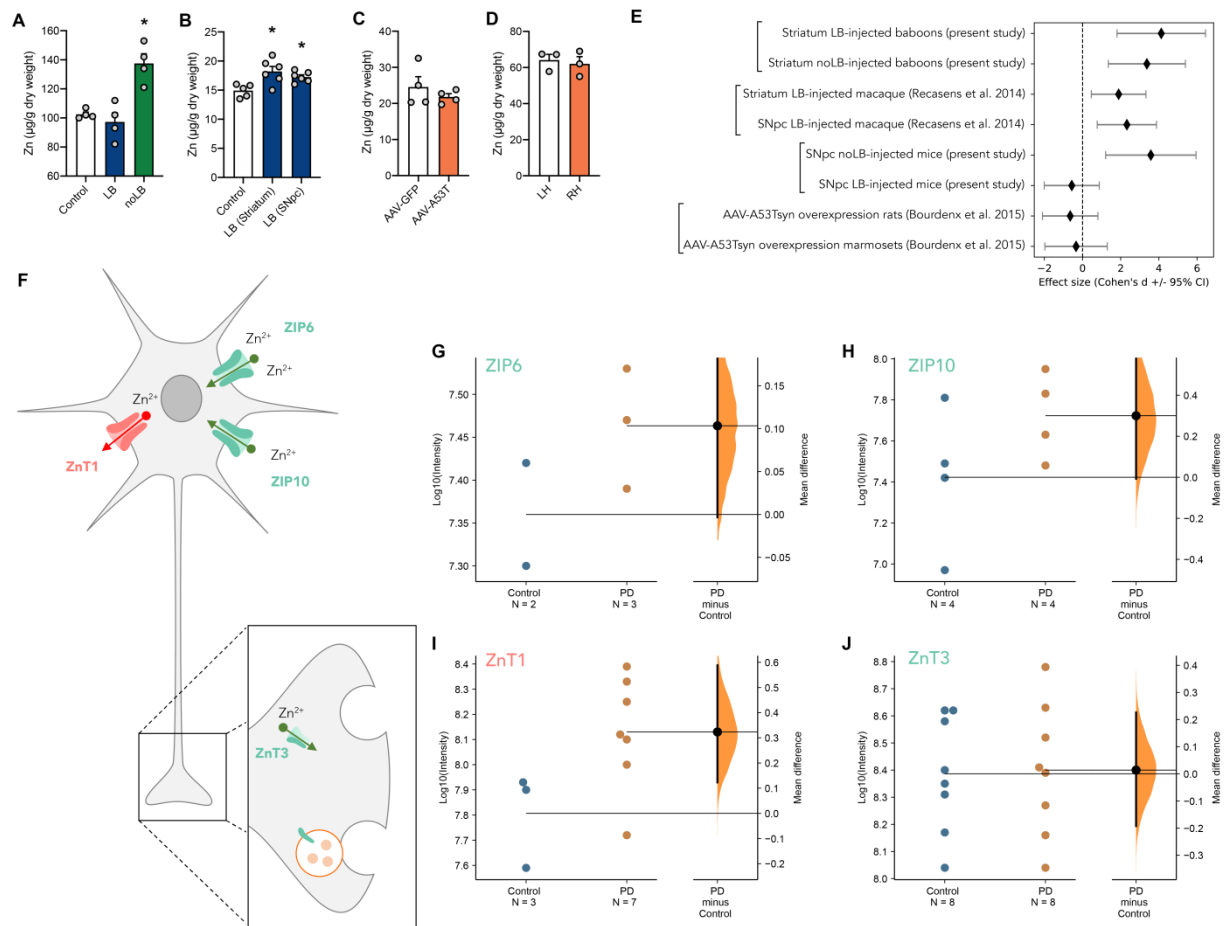 A
Zn (µg/g dry weight)
160
140
120
100
80
60
*
Control
LB
noLB
B
Zn (µg/g dry weight)
25
20
15
10
5
0
*
*
Control
LB (Striatum)
LB (SNpc)
C
Zn (µg/g dry weight)
40
30
20
10
0
AAV-GFP
AAV-A53T
D
Zn (µg/g dry weight)
80
60
40
20
0
LH
RH
E
Striatum LB-injected baboons (present study)
Striatum noLB-injected baboons (present study)
Striatum LB-injected macaque (Recasens et al. 2014)
SNpc LB-injected macaque (Recasens et al. 2014)
SNpc noLB-injected mice (present study)
SNpc LB-injected mice (present study)
AAV-A53Tsyn overexpression rats (Bourdenx et al. 2015)
AAV-A53Tsyn overexpression marmosets (Bourdenx et al. 2015)
−2 0 2 4 6
Effect size (Cohen's d +/- 95% CI)
F
ZIP6
Zn²⁺
Zn²⁺
Zn²⁺
ZnT1
Zn²⁺
ZIP10
Zn²⁺
ZnT3
G
ZIP6
Log10(Intensity)
7.50
7.45
7.40
7.35
7.30
Control
N = 2
PD
N = 3
PD
minus
Control
0.15
0.10
0.05
0.00
−0.05
Mean difference
H
ZIP10
Log10(Intensity)
8.0
7.8
7.6
7.4
7.2
7.0
Control
N = 4
PD
N = 4
PD
minus
Control
0.4
0.2
0.0
−0.2
−0.4
Mean difference
I
ZnT1
Log10(Intensity)
8.4
8.3
8.2
8.1
8.0
7.9
7.8
7.7
7.6
Control
N = 3
PD
N = 7
PD
minus
Control
0.6
0.5
0.4
0.3
0.2
0.1
0.0
−0.1
−0.2
Mean difference
J
ZnT3
Log10(Intensity)
8.8
8.7
8.6
8.5
8.4
8.3
8.2
8.1
8.0
Control
N = 8
PD
N = 8
PD
minus
Control
0.4
0.3
0.2
0.1
0.0
−0.1
−0.2
−0.3
Mean difference